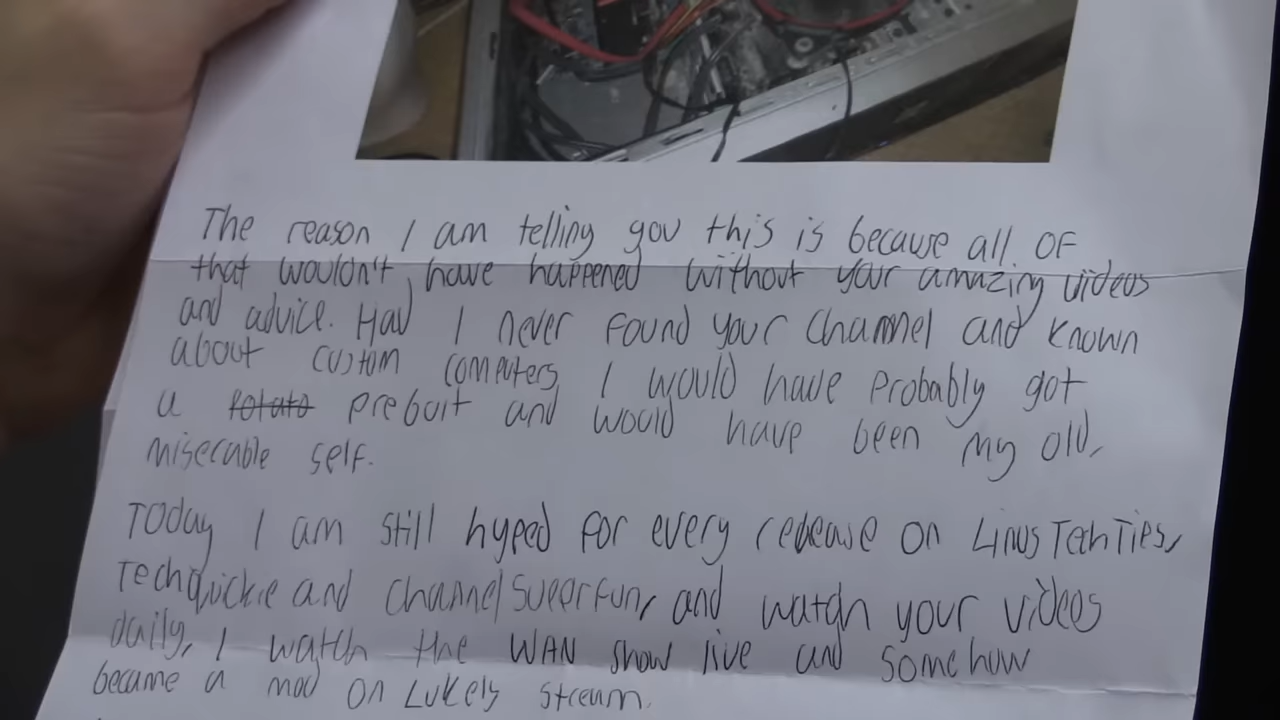 The reason I am telling you this is because all OF
that wouldn't have happened without your amazing videos
and advice. Had I never found your channel and known
about custom computers, I would have probably got
a potato prebuit and would have been my old,
miserable self.
Today I am still hyped for every release on LinusTechTips,
Techquickie and ChannelSuperfun, and watch your videos
daily, I watch the WAN show live and somehow
became a mod on Luke's stream.